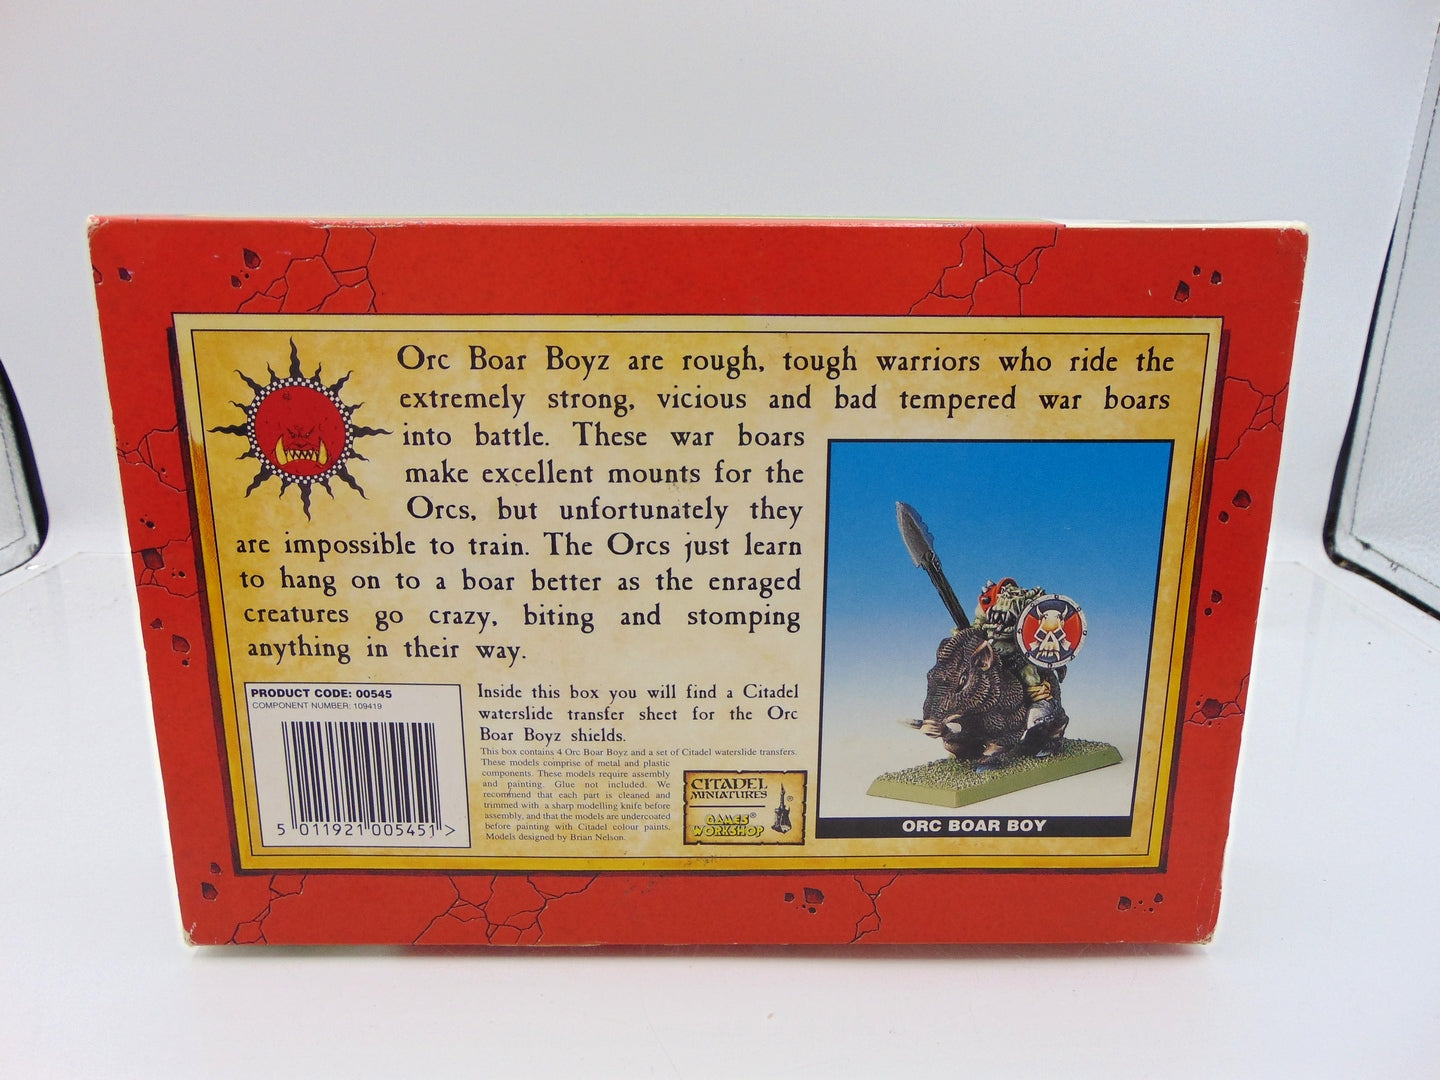 Orc Boar Boyz are rough, tough warriors who ride the
extremely strong, vicious and bad tempered war boars
into battle. These war boars
make excellent mounts for the
Orcs, but unfortunately they
are impossible to train. The Orcs just learn
to hang on to a boar better as the enraged
creatures go crazy, biting and stomping
anything in their way.
PRODUCT CODE: 00545
COMPONENT NUMBER: 109419
5 011921 005451 >
Inside this box you will find a Citadel
waterslide transfer sheet for the Orc
Boar Boyz shields.
This box contains 4 Orc Boar Boyz and a set of Citadel waterslide transfers.
These models comprise of metal and plastic
components. These models require assembly
and painting. Glue not included. We
recommend that each part is cleaned and
trimmed with a sharp modelling knife before
assembly, and that the models are undercoated
before painting with Citadel colour paints.
Models designed by Brian Nelson.
CITADEL
MINIATURES®
GAMES®
WORKSHOP
ORC BOAR BOY